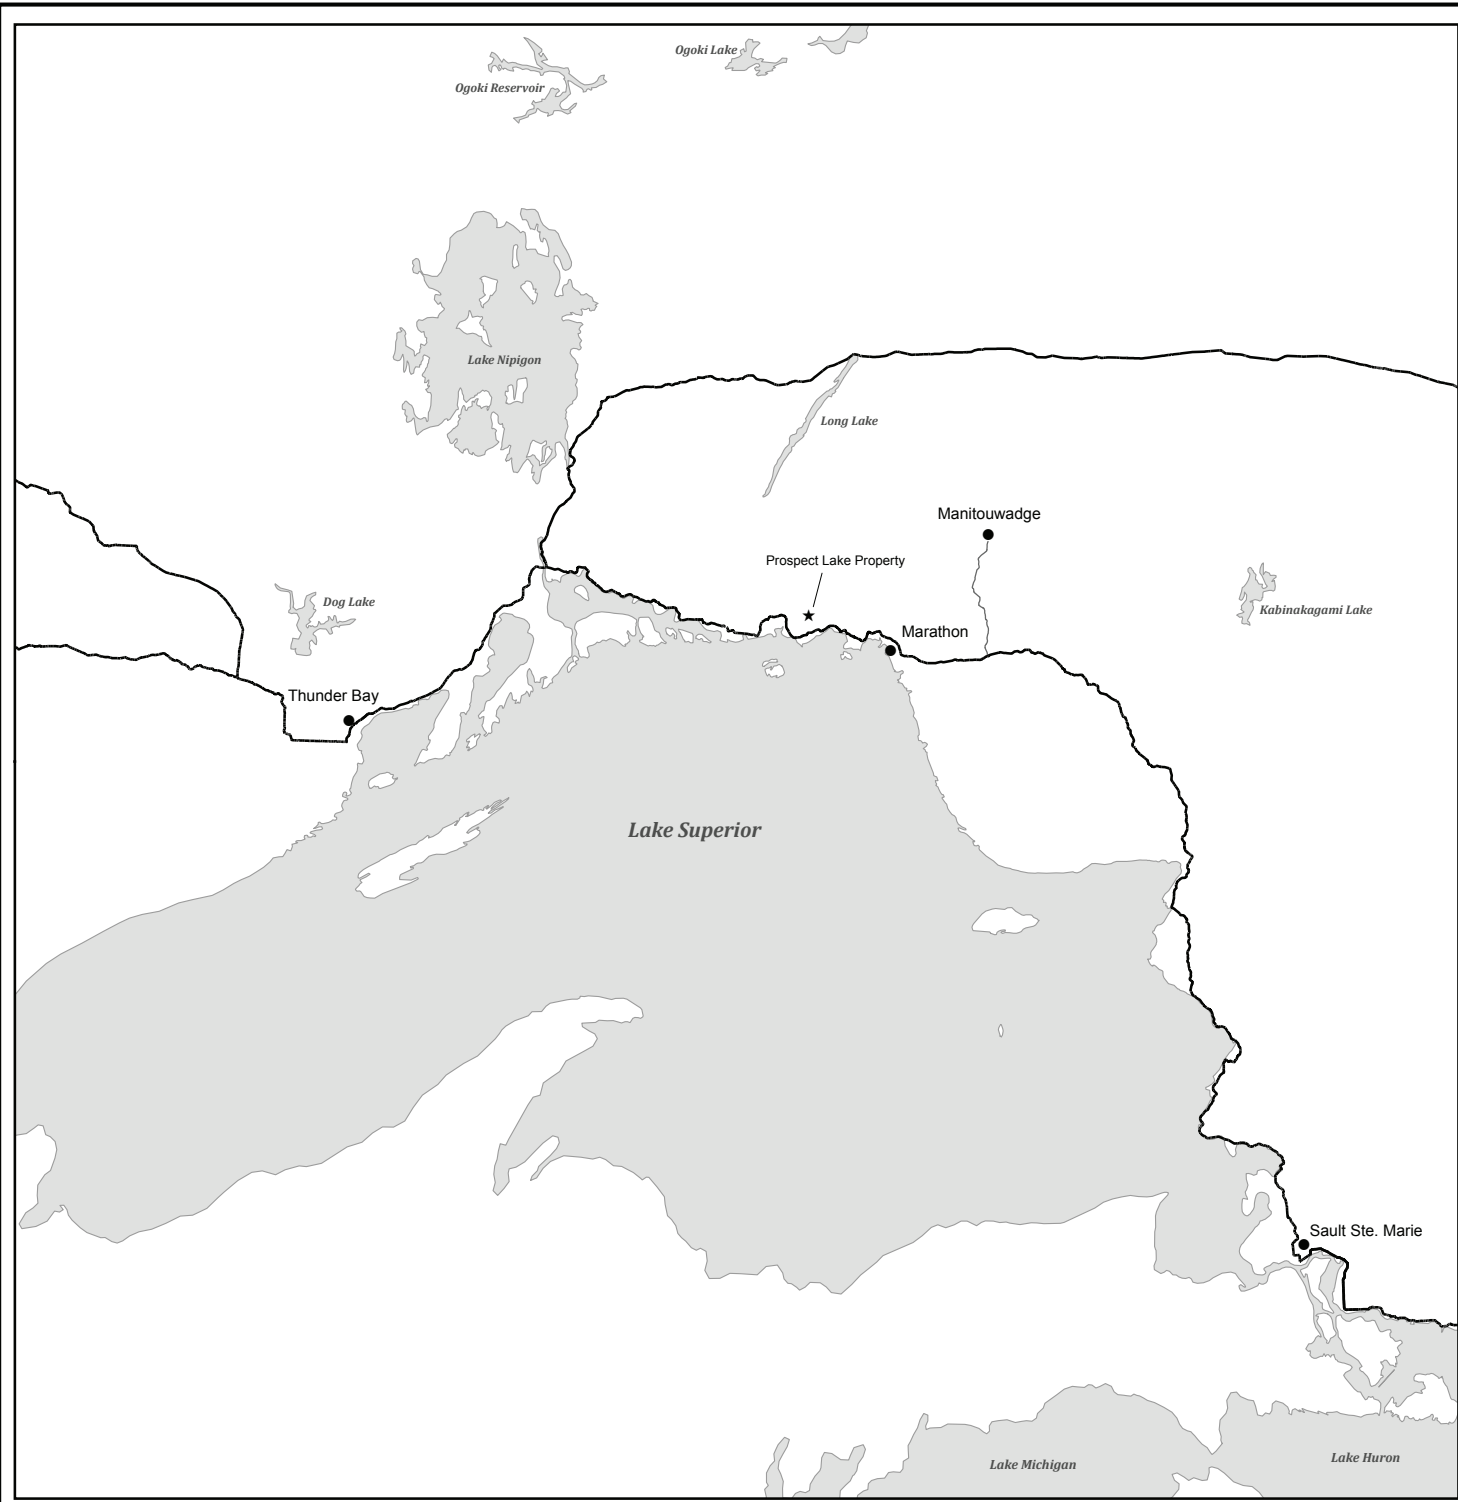 Ogoki Lake
Ogoki Reservoir
Lake Nipigon
Long Lake
Manitouwadge
Prospect Lake Property
Dog Lake
Kabinakagami Lake
Marathon
Thunder Bay
Lake Superior
Sault Ste. Marie
Lake Michigan
Lake Huron